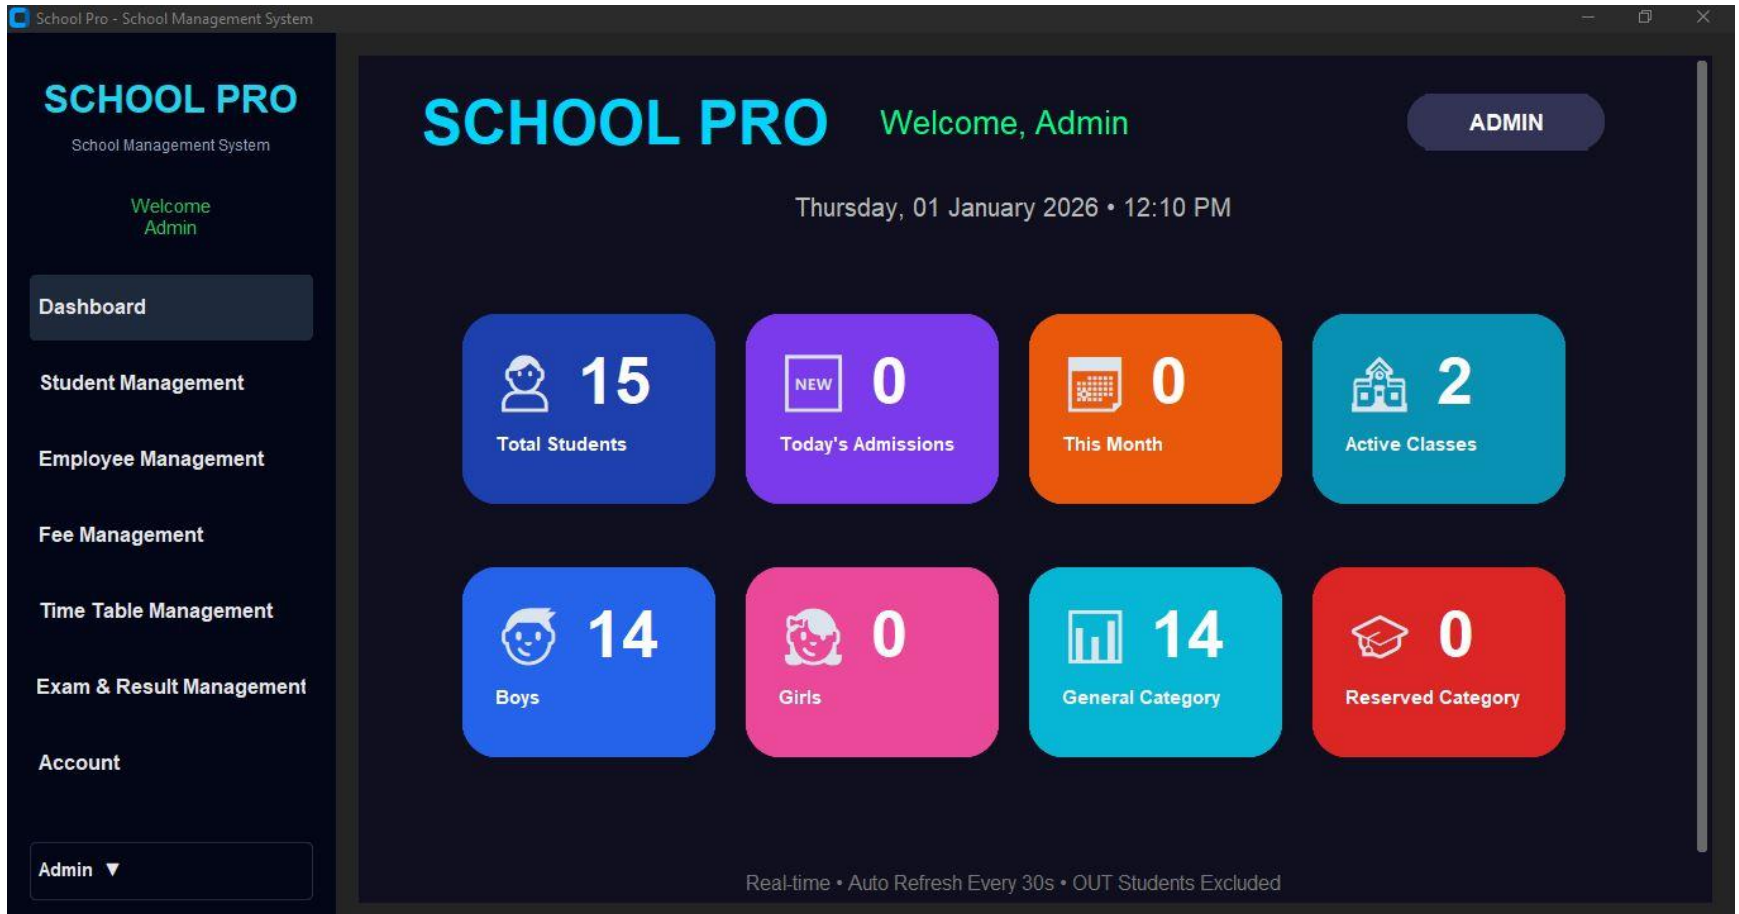 School Pro - School Management System
SCHOOL PRO
School Management System
Welcome
Admin
Dashboard
Student Management
Employee Management
Fee Management
Time Table Management
Exam & Result Management
Account
Admin ▼
SCHOOL PRO Welcome, Admin ADMIN
Thursday, 01 January 2026 • 12:10 PM
15
Total Students
NEW 0
Today's Admissions
0
This Month
2
Active Classes
14
Boys
0
Girls
14
General Category
0
Reserved Category
Real-time • Auto Refresh Every 30s • OUT Students Excluded